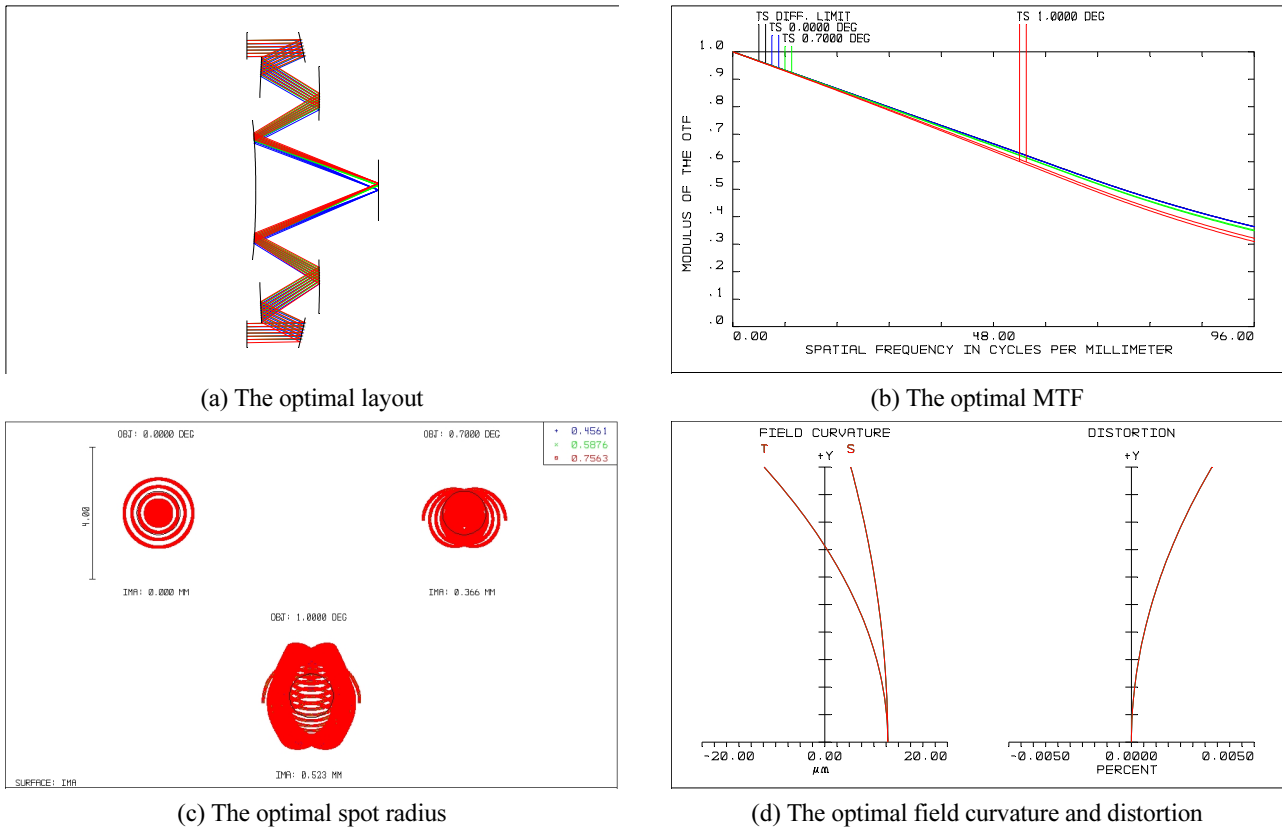 (a) The optimal layout
TS DIFF. LIMIT
TS 0.0000 DEG
TS 0.7000 DEG
TS 1.0000 DEG
1.0
.9
.8
.7
.6
.5
.4
.3
.2
.1
.0
MODULUS OF THE OTF
0.00
48.00
96.00
SPATIAL FREQUENCY IN CYCLES PER MILLIMETER
(b) The optimal MTF
OBJ: 0.0000 DEG
OBJ: 0.7000 DEG
0.4561
0.5876
0.7563
4.00
IMA: 0.000 MM
IMA: 0.366 MM
OBJ: 1.0000 DEG
IMA: 0.523 MM
SURFACE: IMA
(c) The optimal spot radius
FIELD CURVATURE
T
S
+Y
-20.00
0.00
20.00
µm
DISTORTION
+Y
-0.0050
0.0000
0.0050
PERCENT
(d) The optimal field curvature and distortion